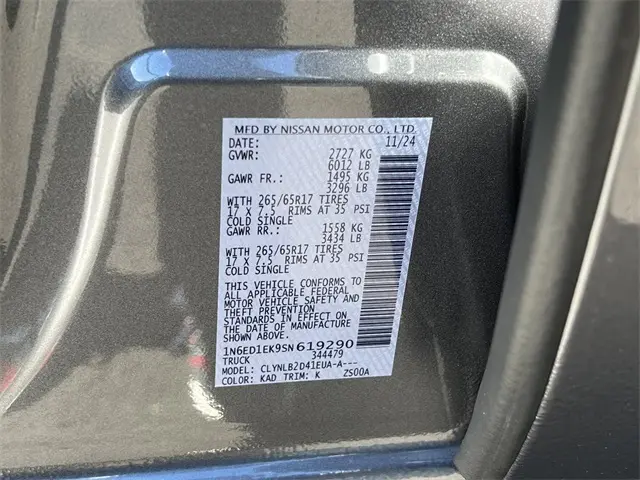 MFD BY NISSAN MOTOR CO., LTD
DATE: 11/24
GVWR: 2727 KG
6012 LB
GAWR FR.: 1495 KG
3296 LB
WITH 265/65R17 TIRES
17 X 7.5 RIMS AT 35 PSI
COLD SINGLE
GAWR RR.: 1558 KG
3434 LB
WITH 265/65R17 TIRES
17 X 7.5 RIMS AT 35 PSI
COLD SINGLE
THIS VEHICLE CONFORMS TO
ALL APPLICABLE FEDERAL
MOTOR VEHICLE SAFETY AND
THEFT PREVENTION
STANDARDS IN EFFECT ON
THE DATE OF MANUFACTURE
SHOWN ABOVE.
1N6ED1EK9SN619290
TRUCK 344479
MODEL: CLYNLB2D41EUA-A---
COLOR: KAD TRIM: K ZS00A